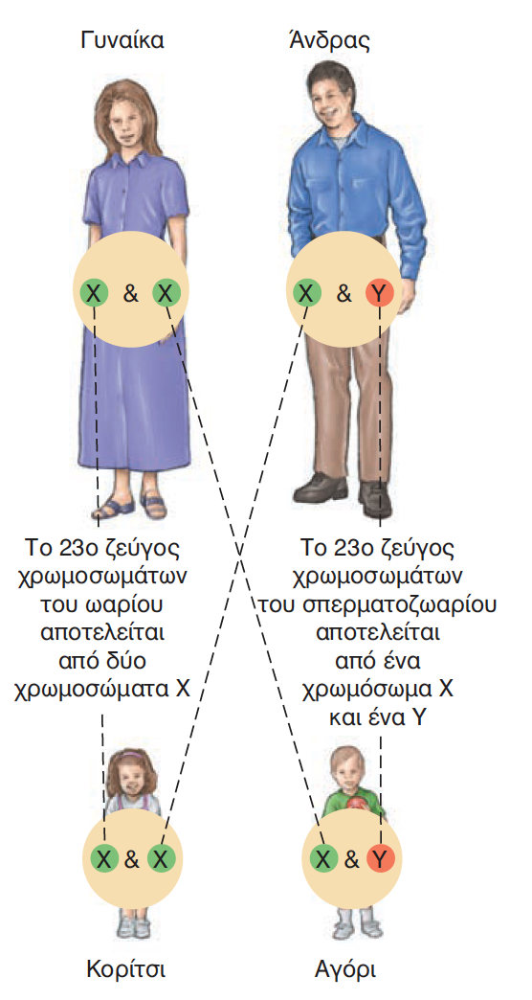 Γυναίκα
Άνδρας
X & X
X & Y
Το 23ο ζεύγος
χρωμοσωμάτων
του ωαρίου
αποτελείται
από δύο
χρωμοσώματα Χ
Το 23ο ζεύγος
χρωμοσωμάτων
του σπερματοζωαρίου
αποτελείται
από ένα
χρωμόσωμα Χ
και ένα Υ
X & X
X & Y
Κορίτσι
Αγόρι